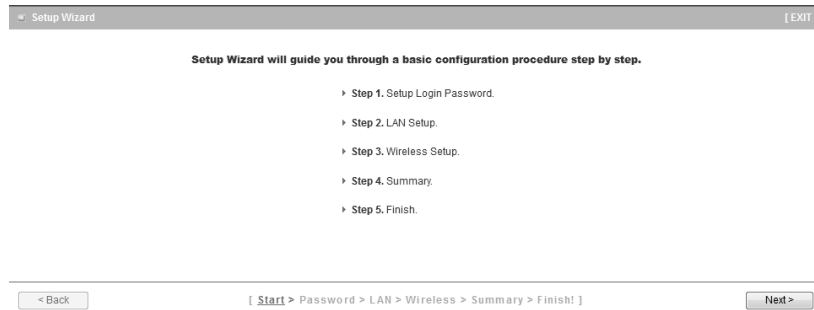 Setup Wizard [ EXIT
Setup Wizard will guide you through a basic configuration procedure step by step.
Step 1. Setup Login Password.
Step 2. LAN Setup.
Step 3. Wireless Setup.
Step 4. Summary.
Step 5. Finish.
< Back [ Start > Password > LAN > Wireless > Summary > Finish! ] Next >